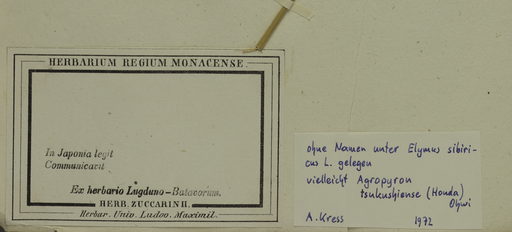 HERBARIUM REGIUM MONACENSE.
In Japonia legit
Communicavit
Ex herbario Lugduno-Batavorum.
HERB. ZUCCARINII.
Herbar. Univ. Ludov. Maximil.
ohne Namen unter Elymus sibiri-
cus L. gelegen
vielleicht Agropyron
tsukushiense (Honda)
Ohwi
A. Kress 1972